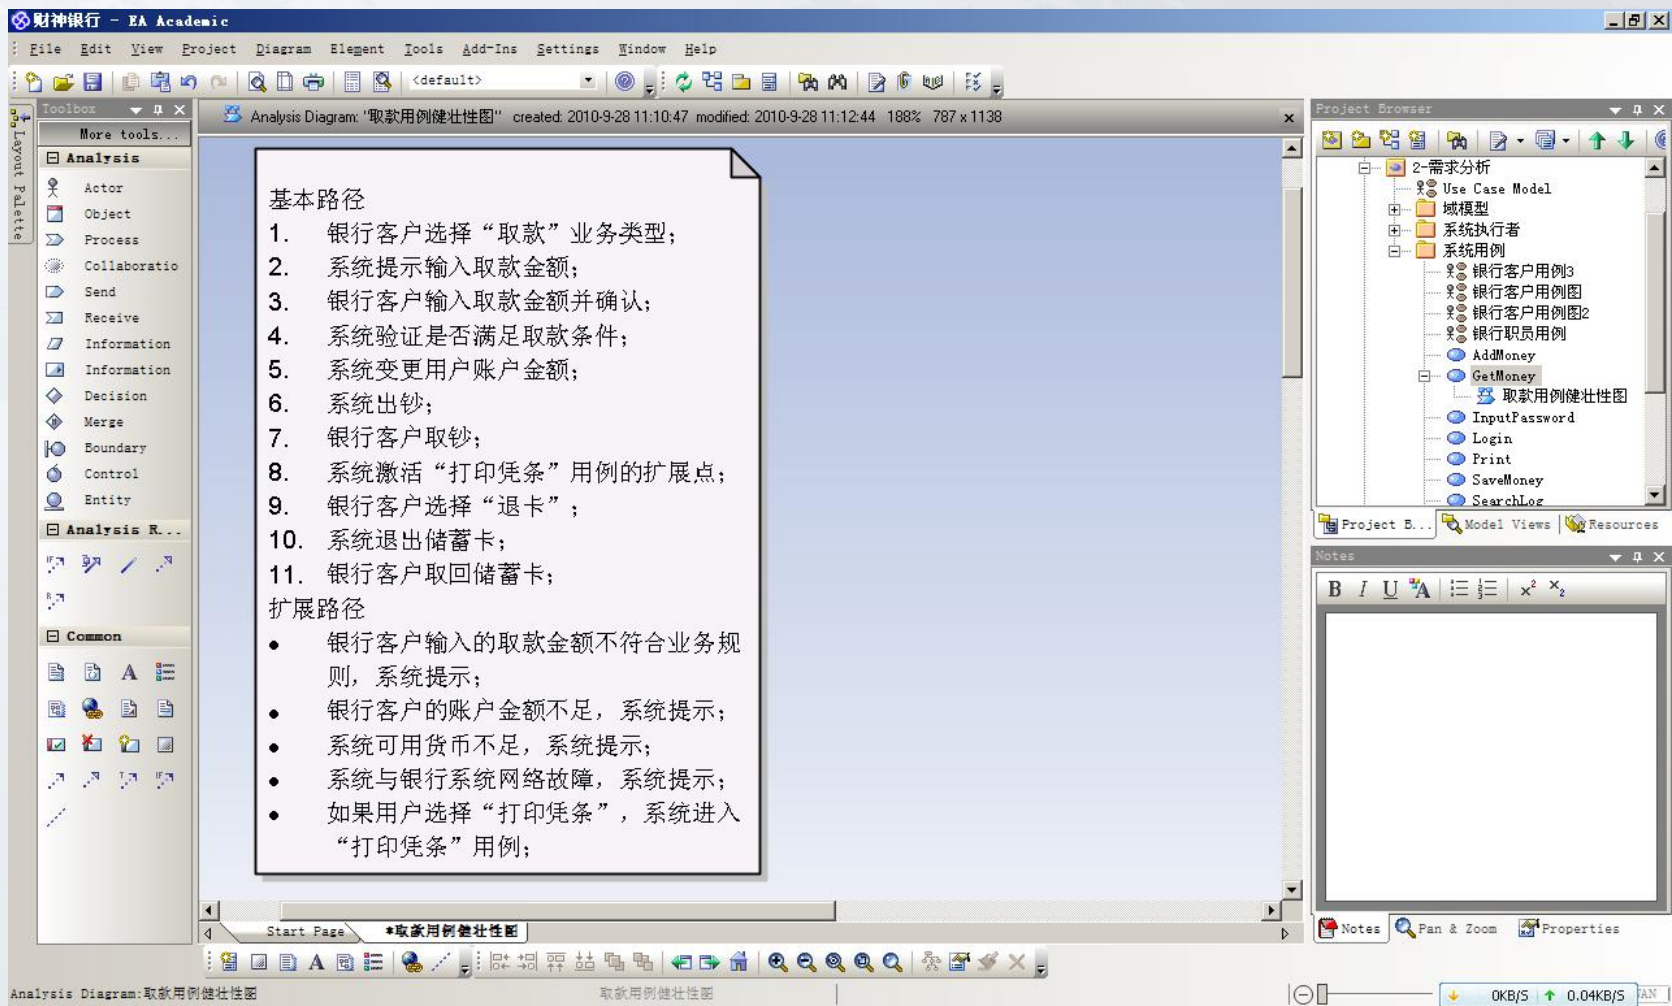 财神银行 - EA Academic
File Edit View Project Diagram Element Tools Add-Ins Settings Window Help
<default>
Toolbox
More tools...
Layout Palette
Analysis
Actor
Object
Process
Collaboratio
Send
Receive
Information
Information
Decision
Merge
Boundary
Control
Entity
Analysis R...
Common
Analysis Diagram: "取款用例健壮性图" created: 2010-9-28 11:10:47 modified: 2010-9-28 11:12:44 188% 787 x 1138
基本路径
1. 银行客户选择“取款”业务类型；
2. 系统提示输入取款金额；
3. 银行客户输入取款金额并确认；
4. 系统验证是否满足取款条件；
5. 系统变更用户账户金额；
6. 系统出钞；
7. 银行客户取钞；
8. 系统激活“打印凭条”用例的扩展点；
9. 银行客户选择“退卡”；
10. 系统退出储蓄卡；
11. 银行客户取回储蓄卡；
扩展路径
● 银行客户输入的取款金额不符合业务规
则，系统提示；
● 银行客户的账户金额不足，系统提示；
● 系统可用货币不足，系统提示；
● 系统与银行系统网络故障，系统提示；
● 如果用户选择“打印凭条”，系统进入
“打印凭条”用例；
Start Page *取款用例健壮性图
Project Browser
2-需求分析
Use Case Model
域模型
系统执行者
系统用例
银行客户用例3
银行客户用例图
银行客户用例图2
银行职员用例
AddMoney
GetMoney
取款用例健壮性图
InputPassword
Login
Print
SaveMoney
SearchLog
Project B... Model Views Resources
Notes
B I U A x² x₂
Notes Pan & Zoom Properties
Analysis Diagram:取款用例健壮性图
取款用例健壮性图
0KB/S 0.04KB/S